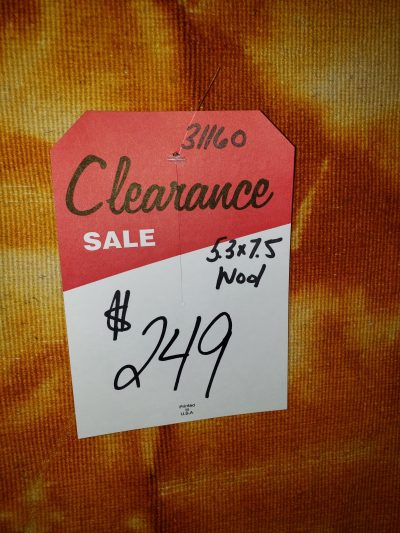 31160
Clearance
SALE
5.3x7.5
Nod
$249
Printed
in
U.S.A